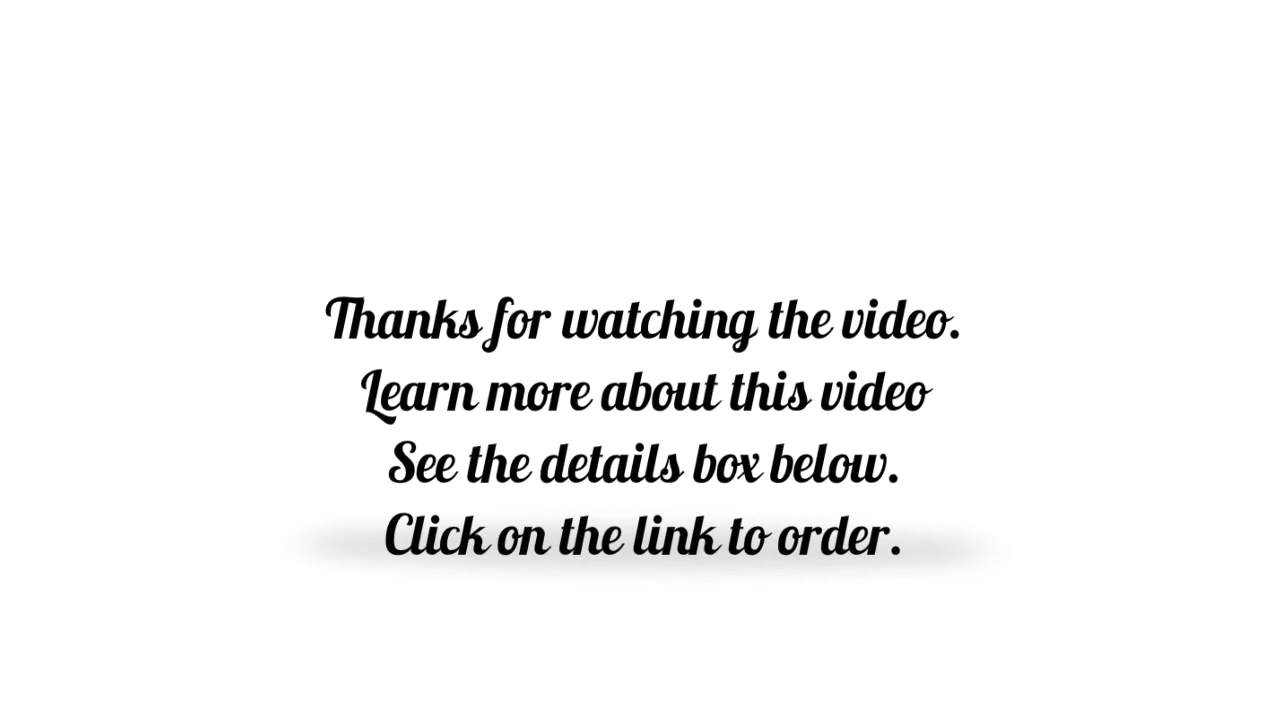 Thanks for watching the video.
Learn more about this video
See the details box below.
Click on the link to order.